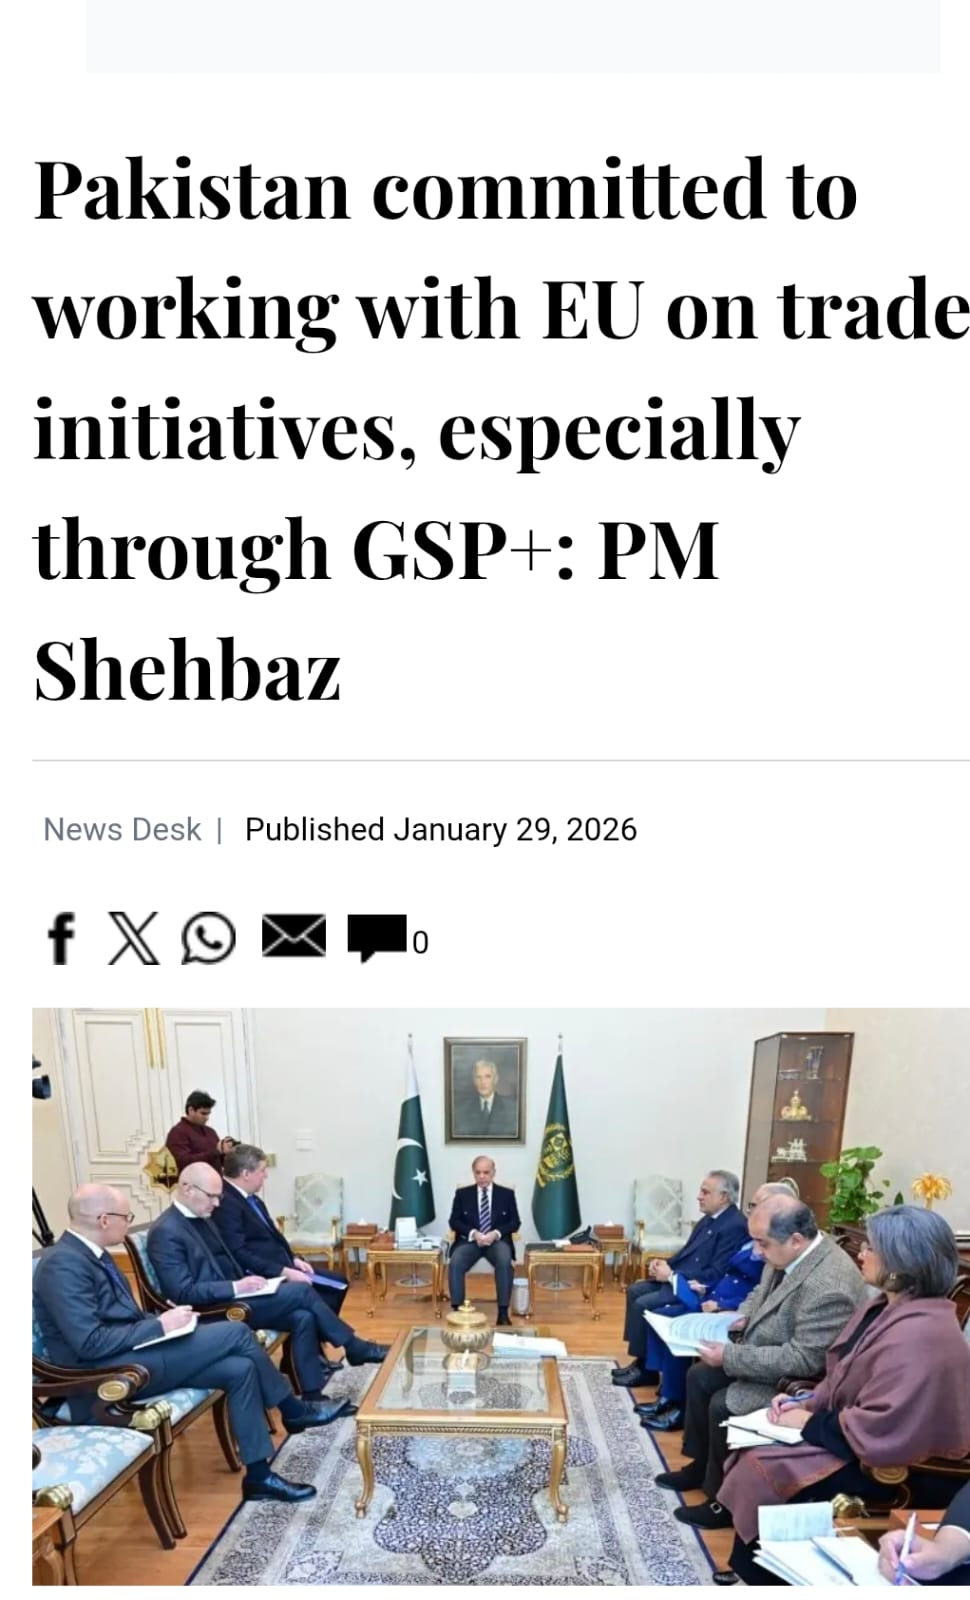 Pakistan committed to
working with EU on trade
initiatives, especially
through GSP+: PM
Shehbaz
News Desk | Published January 29, 2026
0